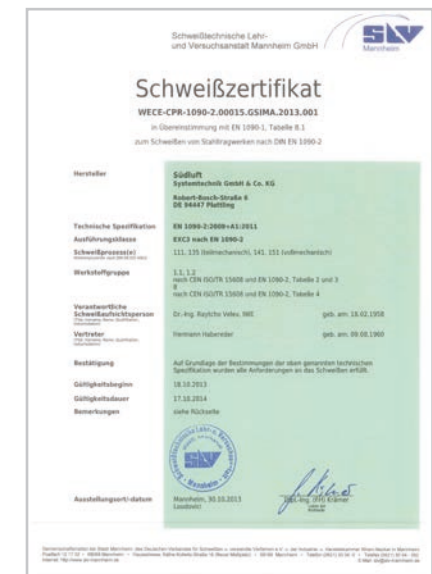 Schweißtechnische Lehr-
und Versuchsanstalt Mannheim GmbH
SLV
Mannheim
Schweißzertifikat
WECE-CPR-1090-2.00015.GSIMA.2013.001
in Übereinstimmung mit EN 1090-1, Tabelle B.1
zum Schweißen von Stahltragwerken nach DIN EN 1090-2
Hersteller
Südluft
Systemtechnik GmbH & Co. KG
Robert-Bosch-Straße 6
DE 94447 Plattling
Technische Spezifikation EN 1090-2:2008+A1:2011
Ausführungsklasse EXC3 nach EN 1090-2
Schweißprozess(e) 111, 135 (teilmechanisch), 141, 151 (vollmechanisch)
Werkstoffgruppe 1.1, 1.2
nach CEN ISO/TR 15608 und EN 1090-2, Tabelle 2 und 3
8
nach CEN ISO/TR 15608 und EN 1090-2, Tabelle 4
Verantwortliche
Schweißaufsichtsperson Dr.-Ing. Raytcho Velev, IWE geb. am: 18.02.1958
Vertreter Hermann Habereder geb. am: 09.08.1960
Bestätigung Auf Grundlage der Bestimmungen der oben genannten technischen
Spezifikation wurden alle Anforderungen an das Schweißen erfüllt.
Gültigkeitsbeginn 18.10.2013
Gültigkeitsdauer 17.10.2014
Bemerkungen siehe Rückseite
SLV
Mannheim
Ausstellungsort/-datum Mannheim, 30.10.2013 Dipl.-Ing. (FH) Krämer